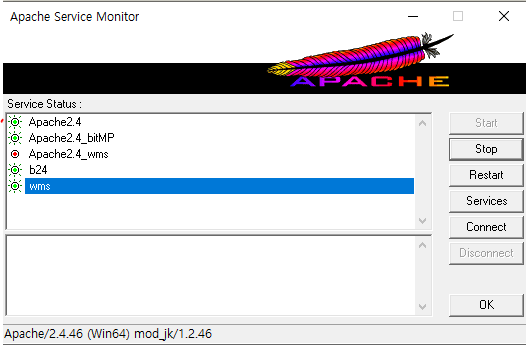 Apache Service Monitor
APACHE
Service Status :
Apache2.4
Apache2.4_bitMP
Apache2.4_wms
b24
wms
Start
Stop
Restart
Services
Connect
Disconnect
OK
Apache/2.4.46 (Win64) mod_jk/1.2.46